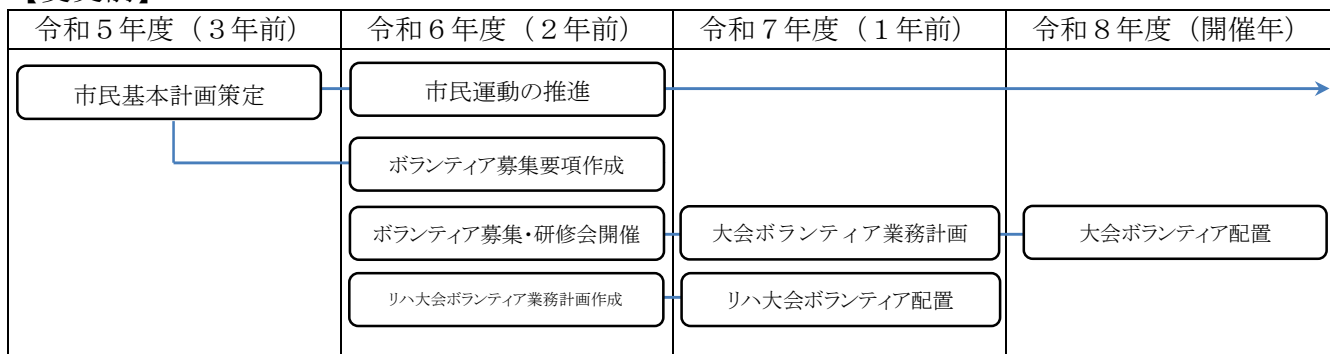 令和５年度（３年前）
令和６年度（２年前）
令和７年度（１年前）
令和８年度（開催年）
市民基本計画策定
市民運動の推進
ボランティア募集要項作成
ボランティア募集・研修会開催
大会ボランティア業務計画
大会ボランティア配置
リハ大会ボランティア業務計画作成
リハ大会ボランティア配置